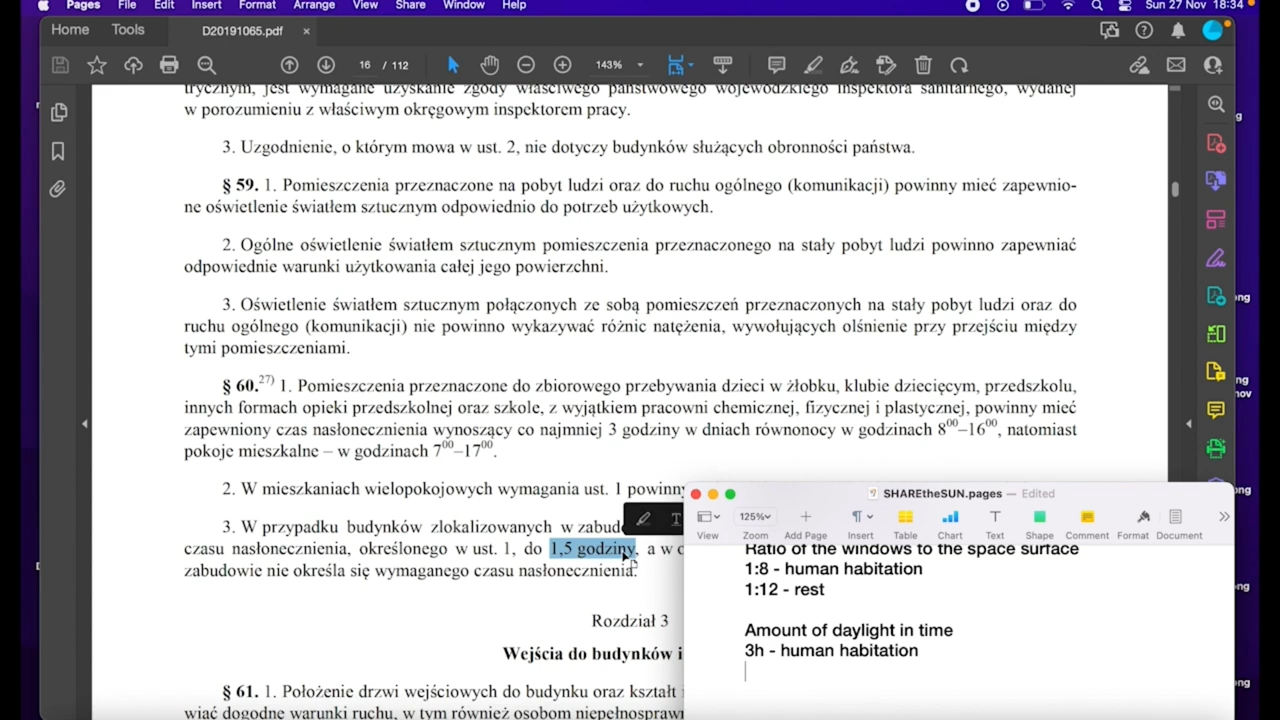 Pages File Edit Insert Format Arrange View Share Window Help Sun 27 Nov 18:34
Home Tools D20191065.pdf ×
16 / 112 143%
trycznym, jest wymagane uzyskanie zgody właściwego państwowego wojewódzkiego inspektora sanitarnego, wydanej
w porozumieniu z właściwym okręgowym inspektorem pracy.
3. Uzgodnienie, o którym mowa w ust. 2, nie dotyczy budynków służących obronności państwa.
§ 59. 1. Pomieszczenia przeznaczone na pobyt ludzi oraz do ruchu ogólnego (komunikacji) powinny mieć zapewnio-
ne oświetlenie światłem sztucznym odpowiednio do potrzeb użytkowych.
2. Ogólne oświetlenie światłem sztucznym pomieszczenia przeznaczonego na stały pobyt ludzi powinno zapewniać
odpowiednie warunki użytkowania całej jego powierzchni.
3. Oświetlenie światłem sztucznym połączonych ze sobą pomieszczeń przeznaczonych na stały pobyt ludzi oraz do
ruchu ogólnego (komunikacji) nie powinno wykazywać różnic natężenia, wywołujących olśnienie przy przejściu między
tymi pomieszczeniami.
§ 60.27) 1. Pomieszczenia przeznaczone do zbiorowego przebywania dzieci w żłobku, klubie dziecięcym, przedszkolu,
innych formach opieki przedszkolnej oraz szkole, z wyjątkiem pracowni chemicznej, fizycznej i plastycznej, powinny mieć
zapewniony czas nasłonecznienia wynoszący co najmniej 3 godziny w dniach równonocy w godzinach 8⁰⁰–16⁰⁰, natomiast
pokoje mieszkalne – w godzinach 7⁰⁰–17⁰⁰.
2. W mieszkaniach wielopokojowych wymagania ust. 1 powinny
3. W przypadku budynków zlokalizowanych w
czasu nasłonecznienia, określonego w ust. 1, do 1,5 godziny, a w
zabudowie nie określa się wymaganego czasu nasłonecznienia.
Rozdział 3
Wejścia do budynków i
§ 61. 1. Położenie drzwi wejściowych do budynku oraz kształt i
wiać dogodne warunki ruchu, w tym również osobom
SHAREtheSUN.pages — Edited
125%
View Zoom Add Page Insert Table Chart Text Shape Comment Format Document
Ratio of the windows to the space surface
1:8 - human habitation
1:12 - rest
Amount of daylight in time
3h - human habitation